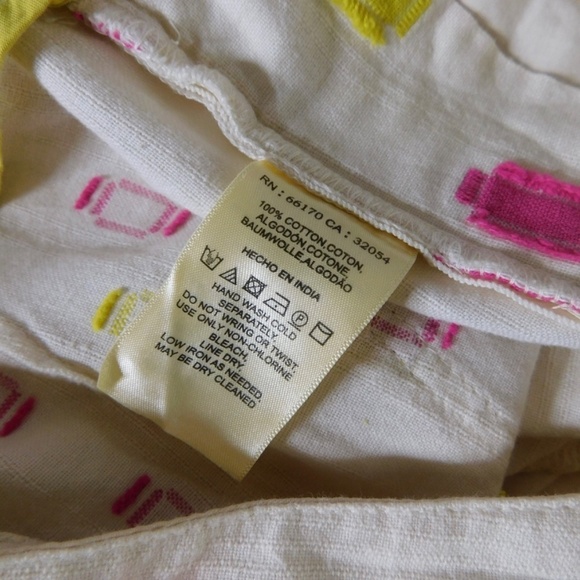 RN : 66170 CA : 32054
100% COTTON,COTON,
ALGODÓN,COTONE
BAUMWOLLE,ALGODÃO
HECHO EN INDIA
HAND WASH COLD
SEPARATELY
DO NOT WRING OR TWIST.
USE ONLY NON-CHLORINE
BLEACH.
LINE DRY.
LOW IRON AS NEEDED.
MAY BE DRY CLEANED